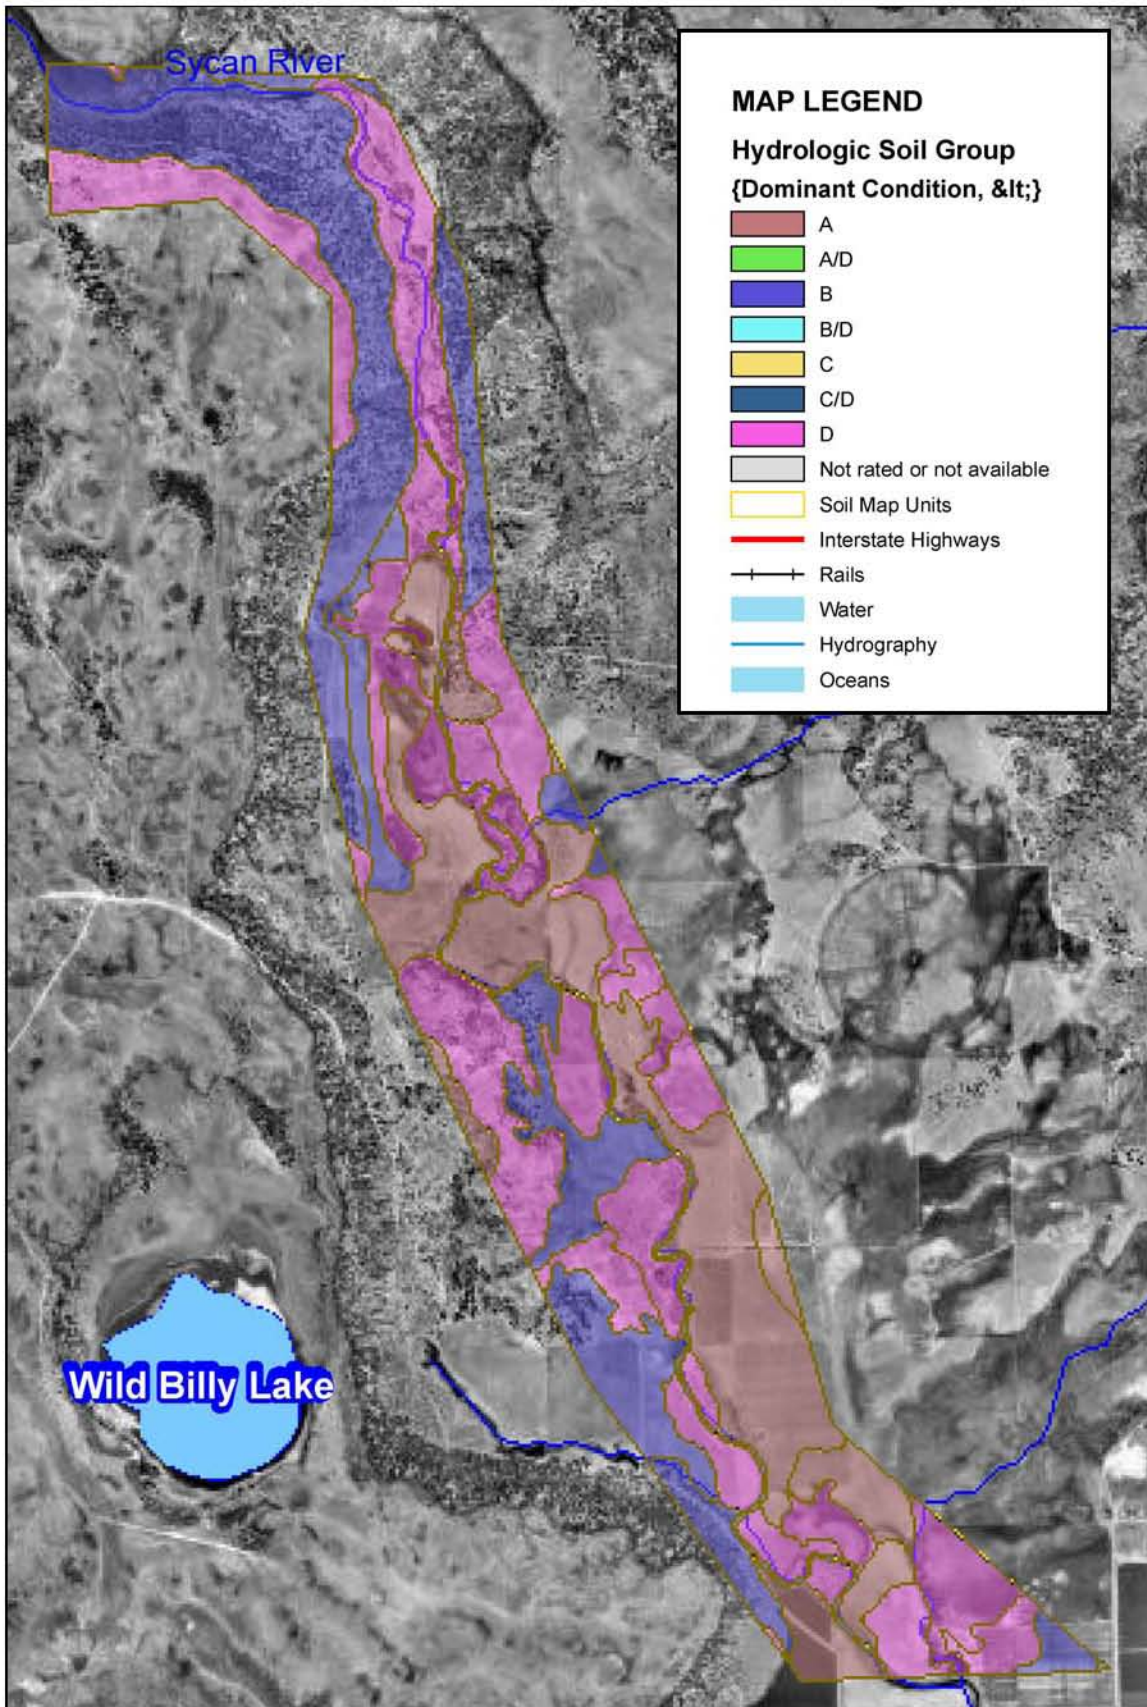 Sycan River
MAP LEGEND
Hydrologic Soil Group
{Dominant Condition, &lt;}
A
A/D
B
B/D
C
C/D
D
Not rated or not available
Soil Map Units
Interstate Highways
Rails
Water
Hydrography
Oceans
Wild Billy Lake